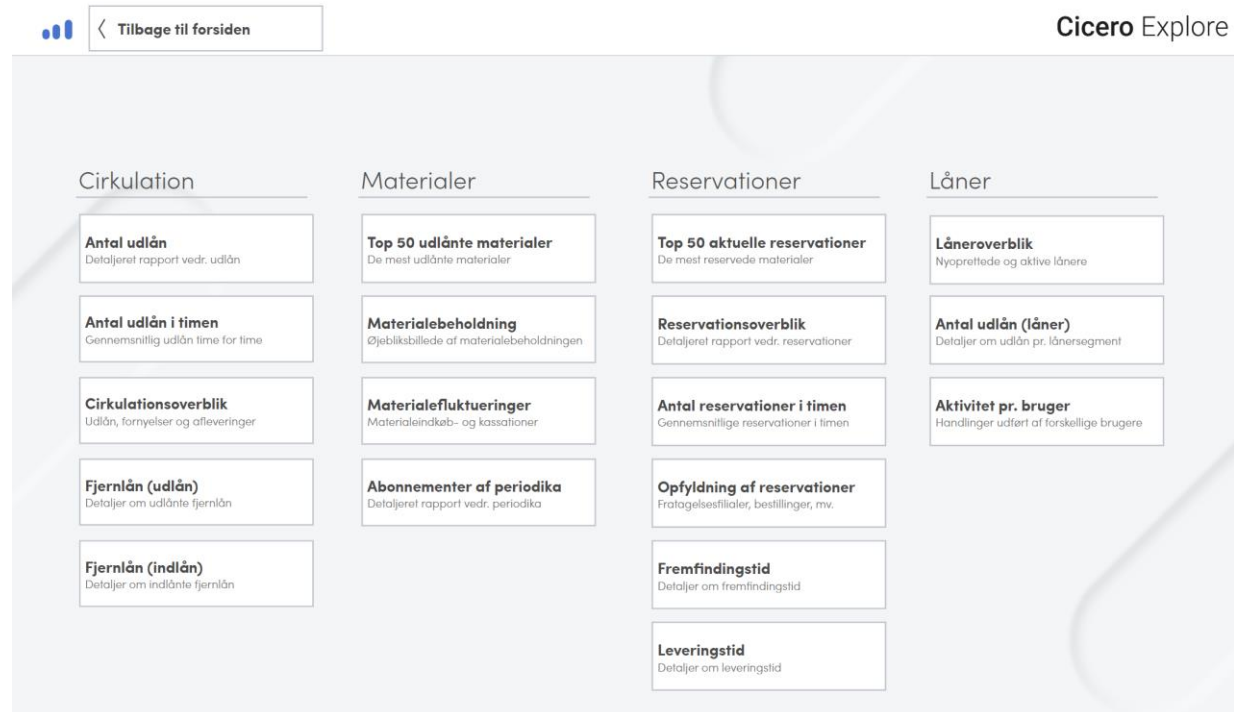 Tilbage til forsiden
Cicero Explore
Cirkulation
Antal udlån
Detaljeret rapport vedr. udlån
Antal udlån i timen
Gennemsnitlig udlån time for time
Cirkulationsoverblik
Udlån, fornyelser og afleveringer
Fjernlån (udlån)
Detaljer om udlånte fjernlån
Fjernlån (indlån)
Detaljer om indlånte fjernlån
Materialer
Top 50 udlånte materialer
De mest udlånte materialer
Materialebeholdning
Øjebliksbillede af materialebeholdningen
Materialefluktueringer
Materialeindkøb- og kassationer
Abonnementer af periodika
Detaljeret rapport vedr. periodika
Reservationer
Top 50 aktuelle reservationer
De mest reservede materialer
Reservationsoverblik
Detaljeret rapport vedr. reservationer
Antal reservationer i timen
Gennemsnitlige reservationer i timen
Opfyldning af reservationer
Fratagelsesfilialer, bestillinger, mv.
Fremfindingstid
Detaljer om fremfindingstid
Leveringstid
Detaljer om leveringstid
Låner
Låneroverblik
Nyoprettede og aktive lånere
Antal udlån (låner)
Detaljer om udlån pr. lånersegment
Aktivitet pr. bruger
Handlinger udført af forskellige brugere